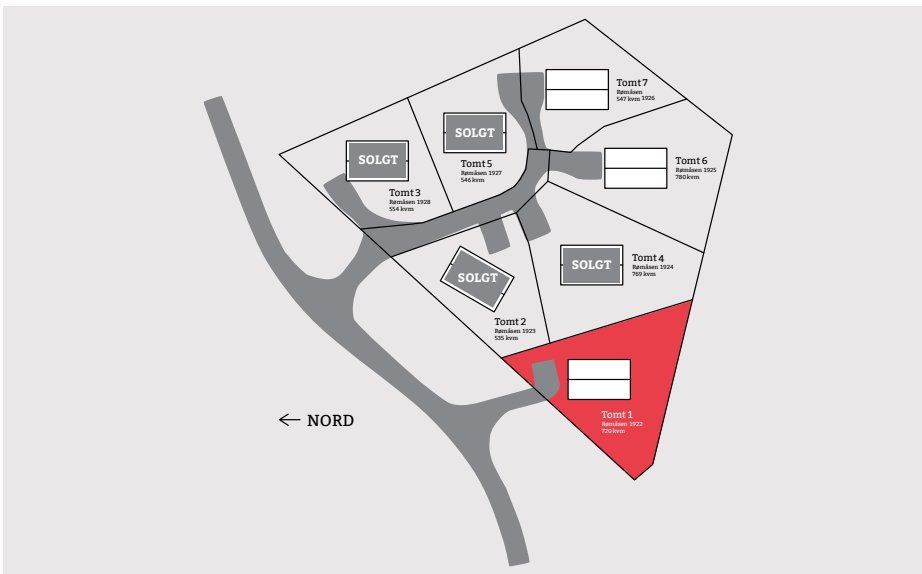 Tomt 7
Rømåsen
547 kvm 1926
SOLGT
Tomt 5
Rømåsen 1927
546 kvm
SOLGT
Tomt 3
Rømåsen 1928
554 kvm
Tomt 6
Rømåsen 1925
780 kvm
SOLGT
Tomt 4
Rømåsen 1924
769 kvm
SOLGT
Tomt 2
Rømåsen 1923
535 kvm
Tomt 1
Rømåsen 1922
720 kvm
← NORD